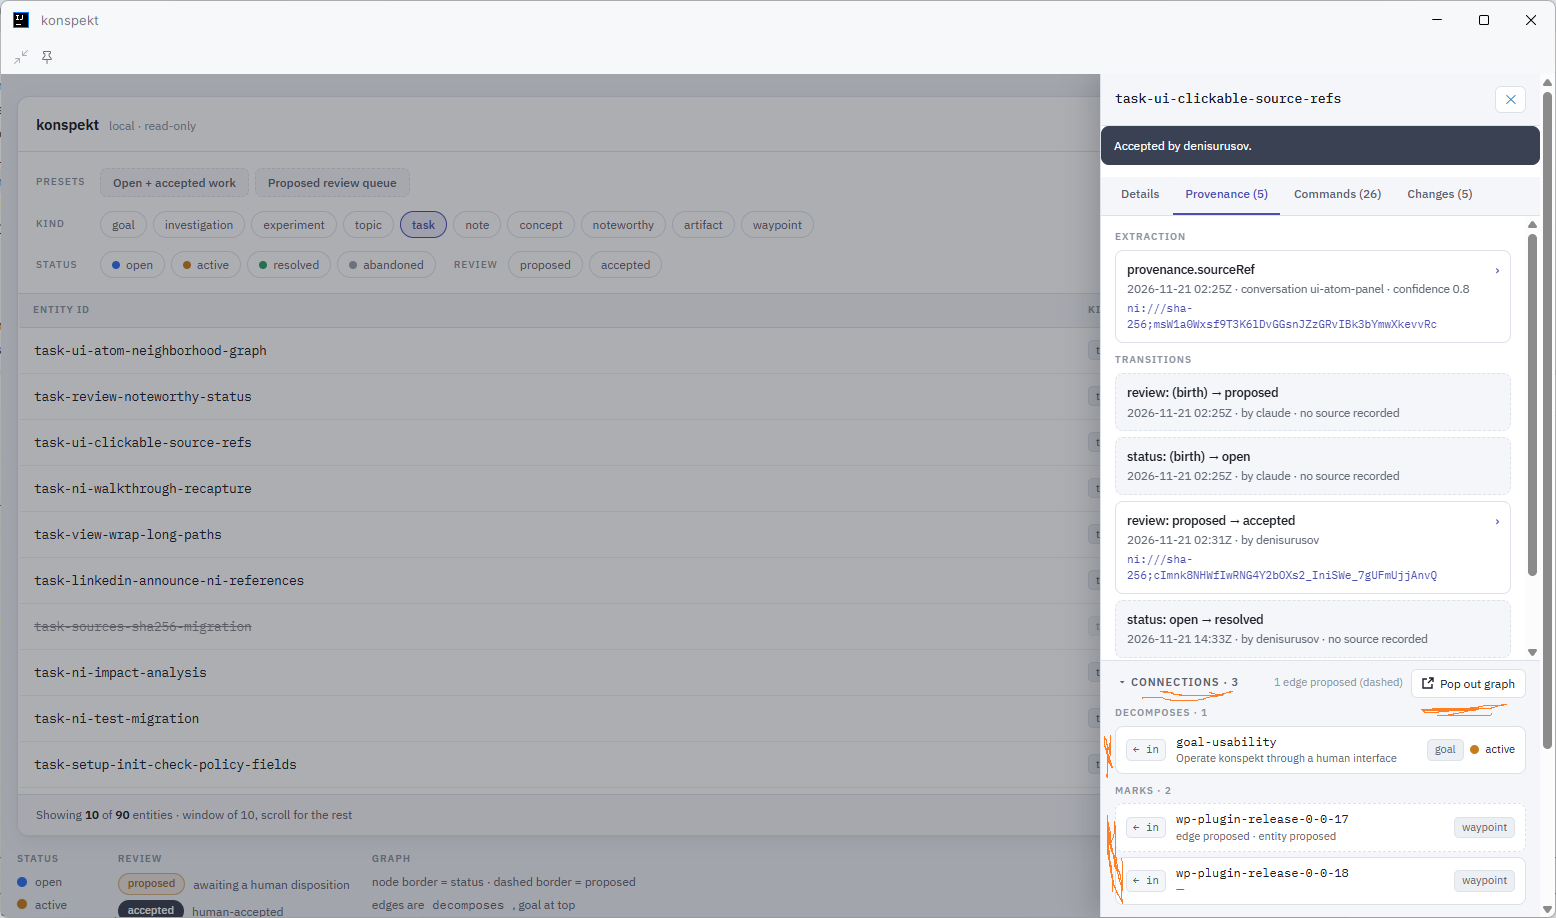 konspekt
task-ui-clickable-source-refs
Accepted by denisurusov.
konspekt local · read-only
PRESETS Open + accepted work Proposed review queue
KIND goal investigation experiment topic task note concept noteworthy artifact waypoint
STATUS open active resolved abandoned REVIEW proposed accepted
ENTITY ID KI
task-ui-atom-neighborhood-graph t
task-review-noteworthy-status t
task-ui-clickable-source-refs t
task-ni-walkthrough-recapture t
task-view-wrap-long-paths t
task-linkedin-announce-ni-references t
task-sources-sha256-migration t
task-ni-impact-analysis t
task-ni-test-migration t
task-setup-init-check-policy-fields t
Showing 10 of 90 entities · window of 10, scroll for the rest
STATUS REVIEW GRAPH
open proposed awaiting a human disposition node border = status · dashed border = proposed
active accepted human-accepted edges are decomposes , goal at top
Details Provenance (5) Commands (26) Changes (5)
EXTRACTION
provenance.sourceRef ›
2026-11-21 02:25Z · conversation ui-atom-panel · confidence 0.8
ni:///sha-
256;msW1a0Wxsf9T3K6lDvGGsnJZzGRvIBk3bYmwXkevvRc
TRANSITIONS
review: (birth) → proposed
2026-11-21 02:25Z · by claude · no source recorded
status: (birth) → open
2026-11-21 02:25Z · by claude · no source recorded
review: proposed → accepted ›
2026-11-21 02:31Z · by denisurusov
ni:///sha-
256;cImnk8NHWfIwRNG4Y2bOXs2_IniSWe_7gUFmUjjAnvQ
status: open → resolved
2026-11-21 14:33Z · by denisurusov · no source recorded
CONNECTIONS · 3 1 edge proposed (dashed) Pop out graph
DECOMPOSES · 1
← in goal-usability goal active
Operate konspekt through a human interface
MARKS · 2
← in wp-plugin-release-0-0-17 waypoint
edge proposed · entity proposed
← in wp-plugin-release-0-0-18 waypoint
—